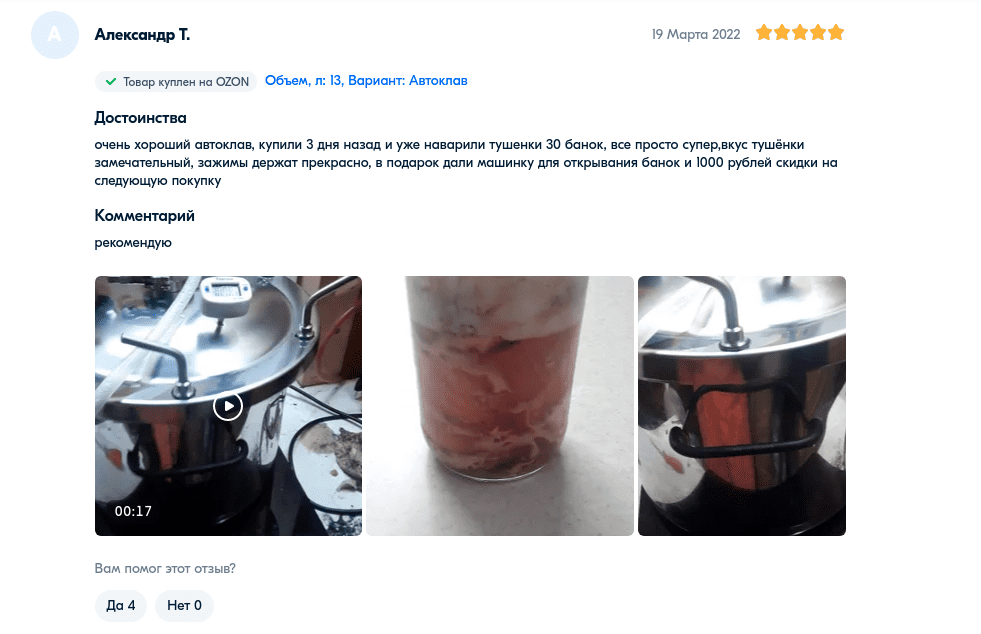 А
Александр Т.
19 Марта 2022
Товар куплен на OZON
Объем, л: 13, Вариант: Автоклав
Достоинства
очень хороший автоклав, купили 3 дня назад и уже наварили тушенки 30 банок, все просто супер,вкус тушёнки
замечательный, зажимы держат прекрасно, в подарок дали машинку для открывания банок и 1000 рублей скидки на
следующую покупку
Комментарий
рекомендую
00:17
Вам помог этот отзыв?
Да 4
Нет 0